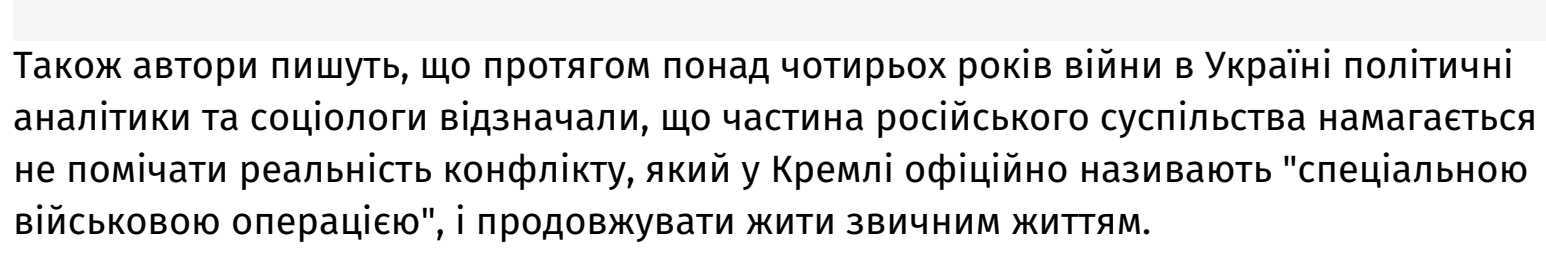 Також автори пишуть, що протягом понад чотирьох років війни в Україні політичні
аналітики та соціологи відзначали, що частина російського суспільства намагається
не помічати реальність конфлікту, який у Кремлі офіційно називають "спеціальною
військовою операцією", і продовжувати жити звичним життям.